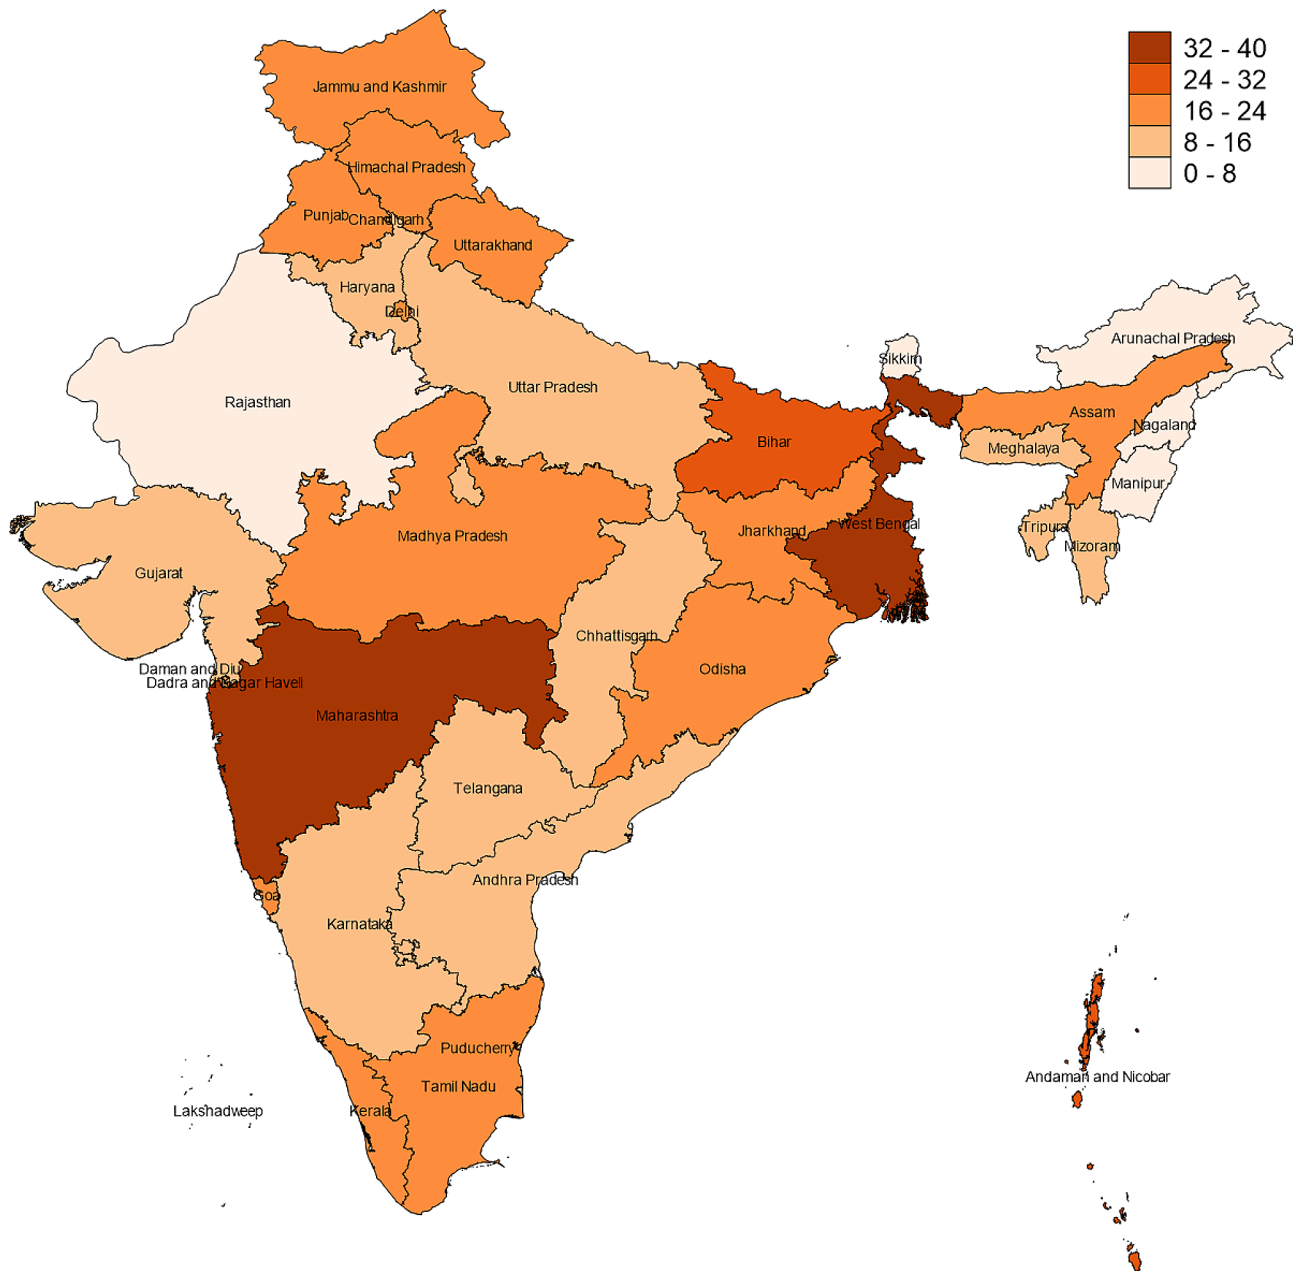 32 - 40
24 - 32
16 - 24
8 - 16
0 - 8
Jammu and Kashmir
Himachal Pradesh
Punjab
Chandigarh
Uttarakhand
Haryana
Delhi
Arunachal Pradesh
Sikkim
Uttar Pradesh
Rajasthan
Assam
Nagaland
Bihar
Meghalaya
Manipur
West Bengal
Tripura
Jharkhand
Madhya Pradesh
Mizoram
Gujarat
Chhattisgarh
Daman and Diu
Odisha
Dadra and Nagar Haveli
Maharashtra
Telangana
Andhra Pradesh
Goa
Karnataka
Puducherry
Andaman and Nicobar
Tamil Nadu
Lakshadweep
Kerala